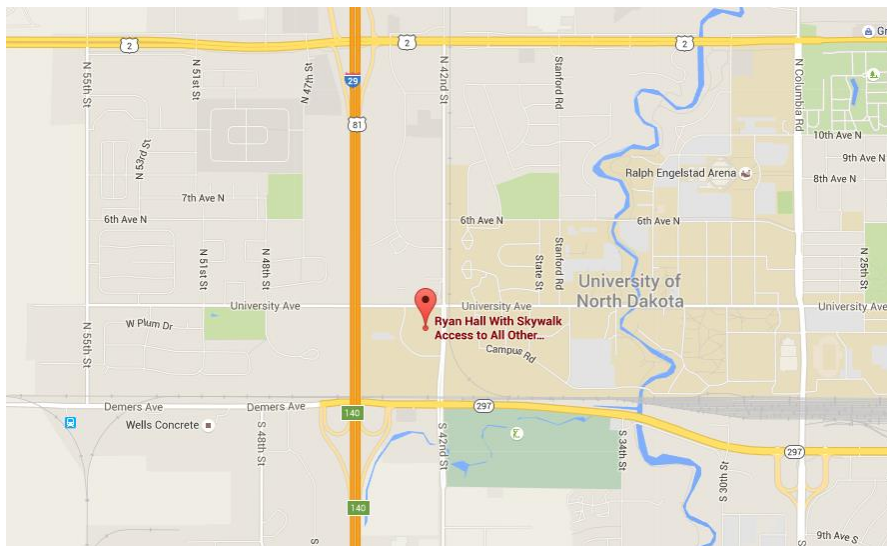 2
2
2
Gr
N 55th St
N 51st St
N 47th St
29
N 42nd St
Stanford Rd
N Columbia Rd
81
10th Ave N
N 53rd St
9th Ave N
Ralph Engelstad Arena
8th Ave N
7th Ave N
6th Ave N
6th Ave N
6th Ave N
N 51st St
N 48th St
State St
Stanford Rd
N 25th St
University of
North Dakota
University Ave
University Ave
University Ave
W Plum Dr
Ryan Hall With Skywalk
Access to All Other...
Campus Rd
N 55th St
Demers Ave
Demers Ave
297
140
Wells Concrete
S 48th St
S 42nd St
S 34th St
297
S 30th St
140
9th Ave S
S
S